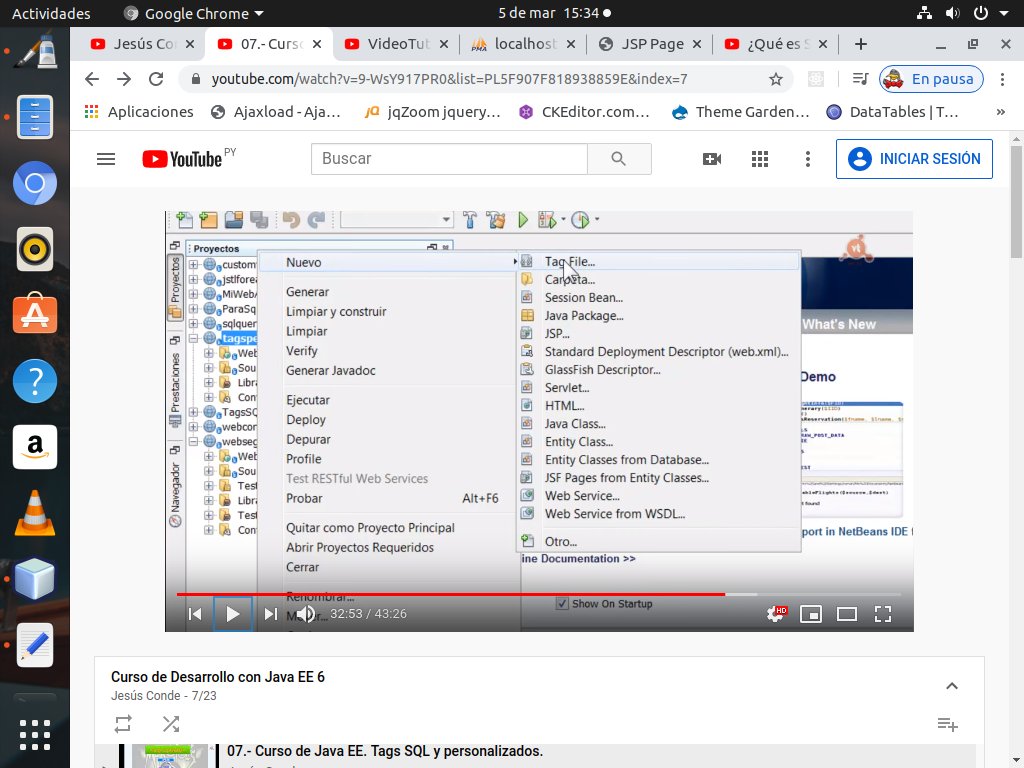 Actividades Google Chrome 5 de mar 15:34
Jesús Co 07.- Curso VideoTut localhost JSP Page ¿Qué es S
youtube.com/watch?v=9-WsY917PR0&list=PL5F907F818938859E&index=7 En pausa
Aplicaciones Ajaxload - Aja... jqZoom jquery... CKEditor.com... Theme Garden... DataTables | T... »
YouTube PY Buscar INICIAR SESIÓN
Proyectos
Proyectos
Prestaciones
Navegador
custom
jstlforea
MiWeb
ParaSq
sqlquer
tagspe
Web
Sou
Libra
Con
TagsSQ
webcon
webseg
Web
Sou
Test
Libra
Test
Con
Nuevo
Generar
Limpiar y construir
Limpiar
Verify
Generar Javadoc
Ejecutar
Deploy
Depurar
Profile
Test RESTful Web Services
Probar Alt+F6
Quitar como Proyecto Principal
Abrir Proyectos Requeridos
Cerrar
Renombrar...
Tag File...
Carpeta...
Session Bean...
Java Package...
JSP...
Standard Deployment Descriptor (web.xml)...
GlassFish Descriptor...
Servlet...
HTML...
Java Class...
Entity Class...
Entity Classes from Database...
JSF Pages from Entity Classes...
Web Service...
Web Service from WSDL...
Otro...
vt
What's New
Demo
port in NetBeans IDE f
ine Documentation >>
Show On Startup
32:53 / 43:26
HD
Curso de Desarrollo con Java EE 6
Jesús Conde - 7/23
07.- Curso de Java EE. Tags SQL y personalizados.